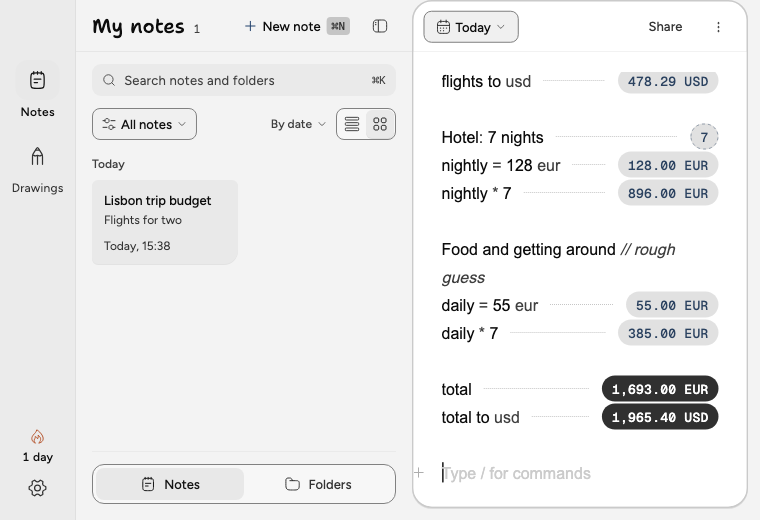 My notes 1
+ New note ⌘N
Search notes and folders ⌘K
All notes
By date
Today
Lisbon trip budget
Flights for two
Today, 15:38
Notes
Drawings
1 day
Notes
Folders
Today
Share
flights to usd 478.29 USD
Hotel: 7 nights 7
nightly = 128 eur 128.00 EUR
nightly * 7 896.00 EUR
Food and getting around // rough
guess
daily = 55 eur 55.00 EUR
daily * 7 385.00 EUR
total 1,693.00 EUR
total to usd 1,965.40 USD
+ Type / for commands